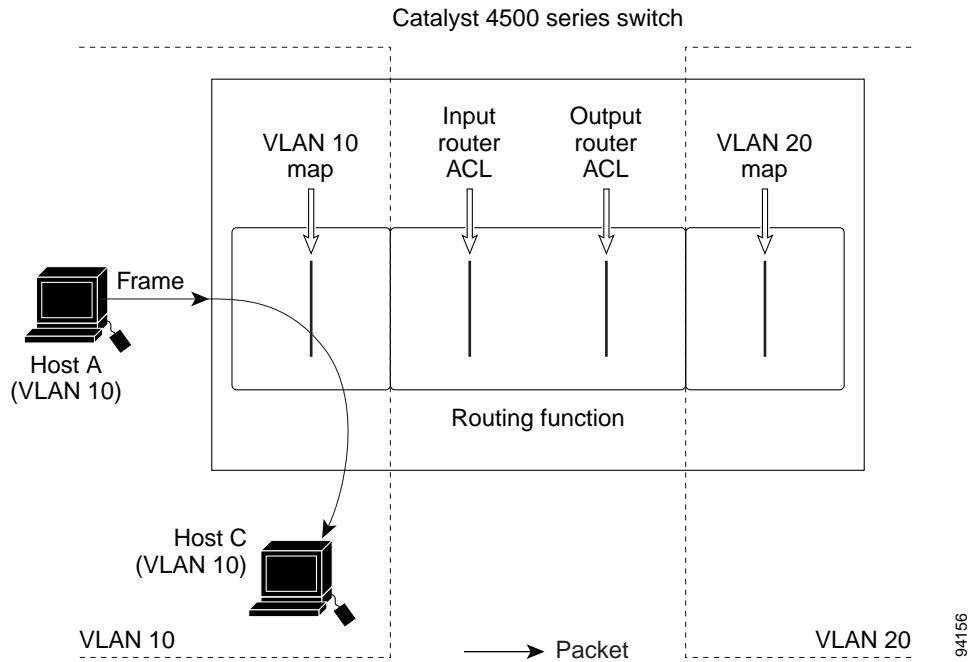 Catalyst 4500 series switch
VLAN 10
map
Input
router
ACL
Output
router
ACL
VLAN 20
map
Frame
Host A
(VLAN 10)
Routing function
Host C
(VLAN 10)
VLAN 10
Packet
VLAN 20
94156